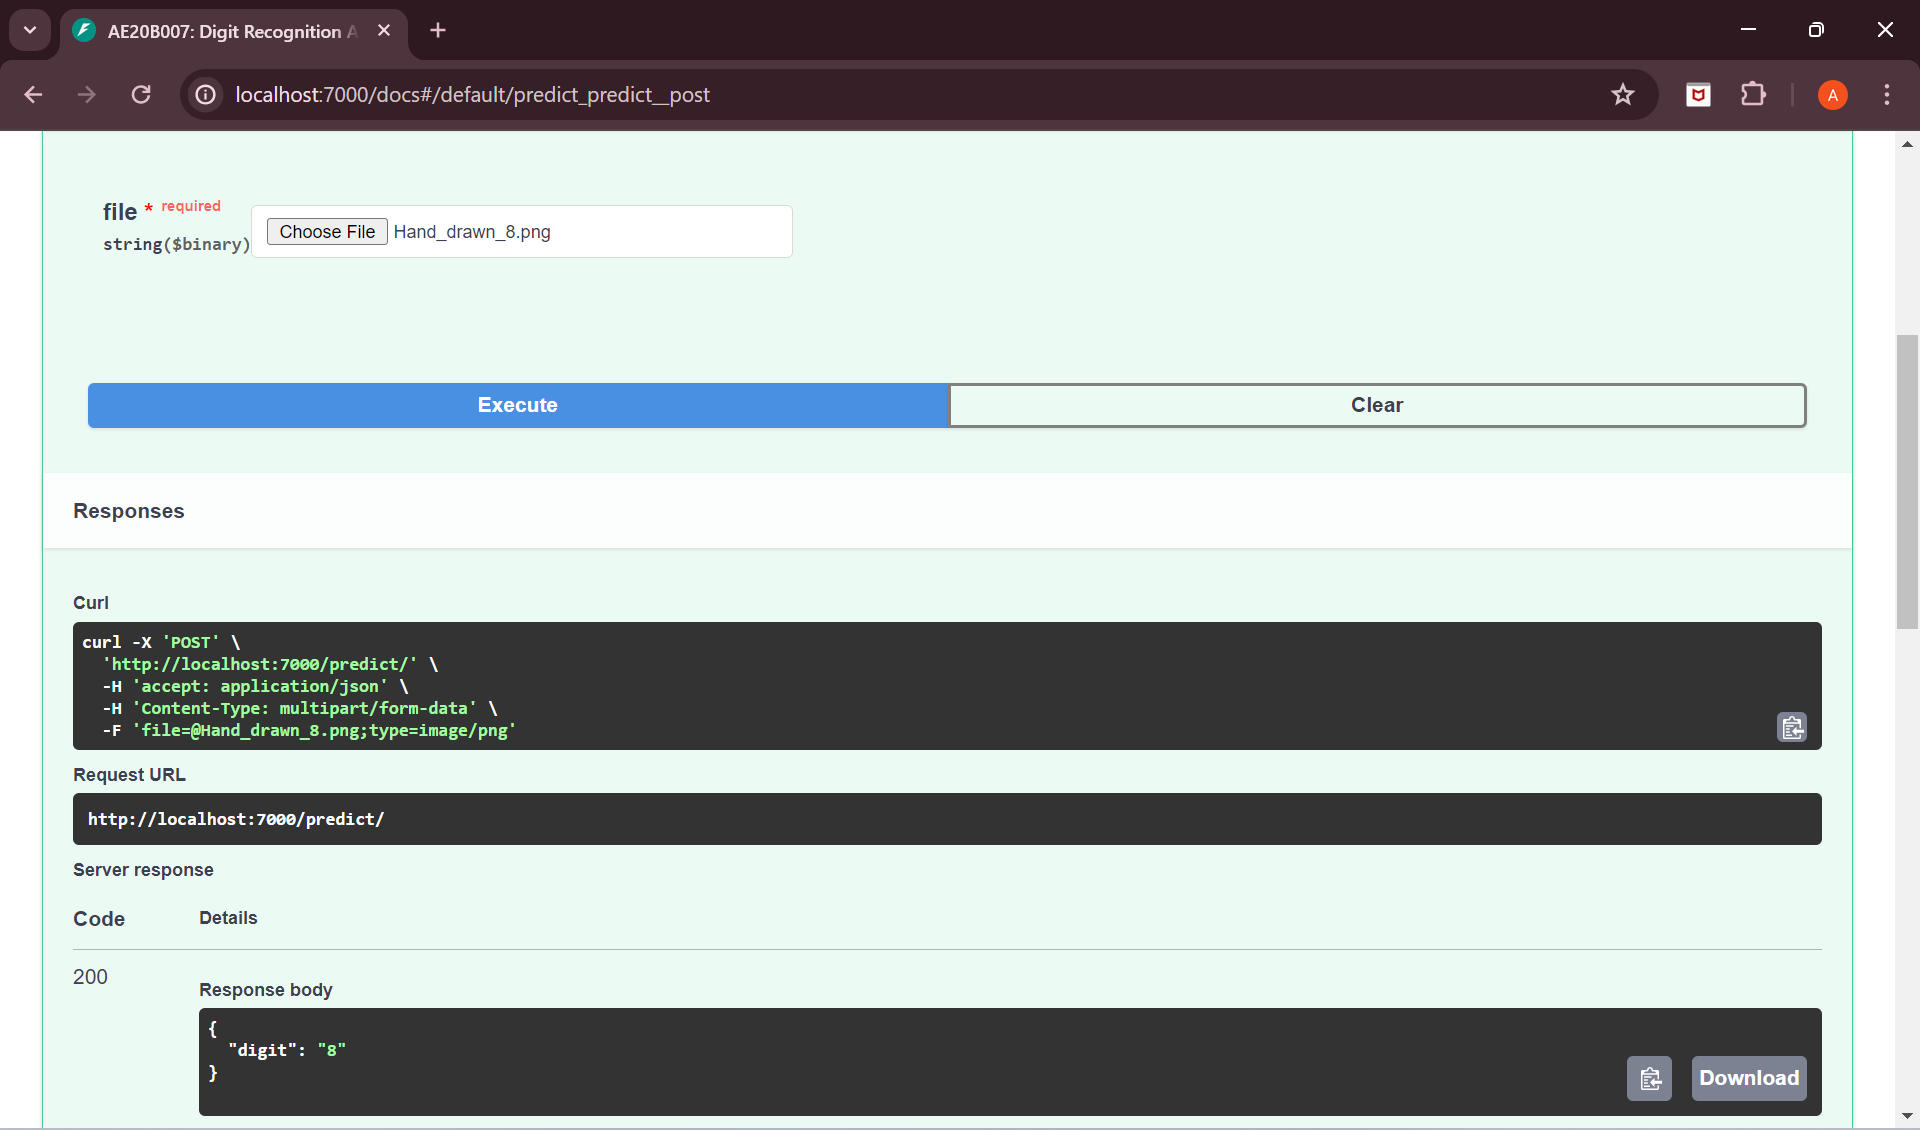 AE20B007: Digit Recognition A
localhost:7000/docs#/default/predict_predict__post
A
file * required
string($binary)
Choose File Hand_drawn_8.png
Execute
Clear
Responses
Curl
curl -X 'POST' \
  'http://localhost:7000/predict/' \
  -H 'accept: application/json' \
  -H 'Content-Type: multipart/form-data' \
  -F 'file=@Hand_drawn_8.png;type=image/png'
Request URL
http://localhost:7000/predict/
Server response
Code Details
200
Response body
{
  "digit": "8"
}
Download